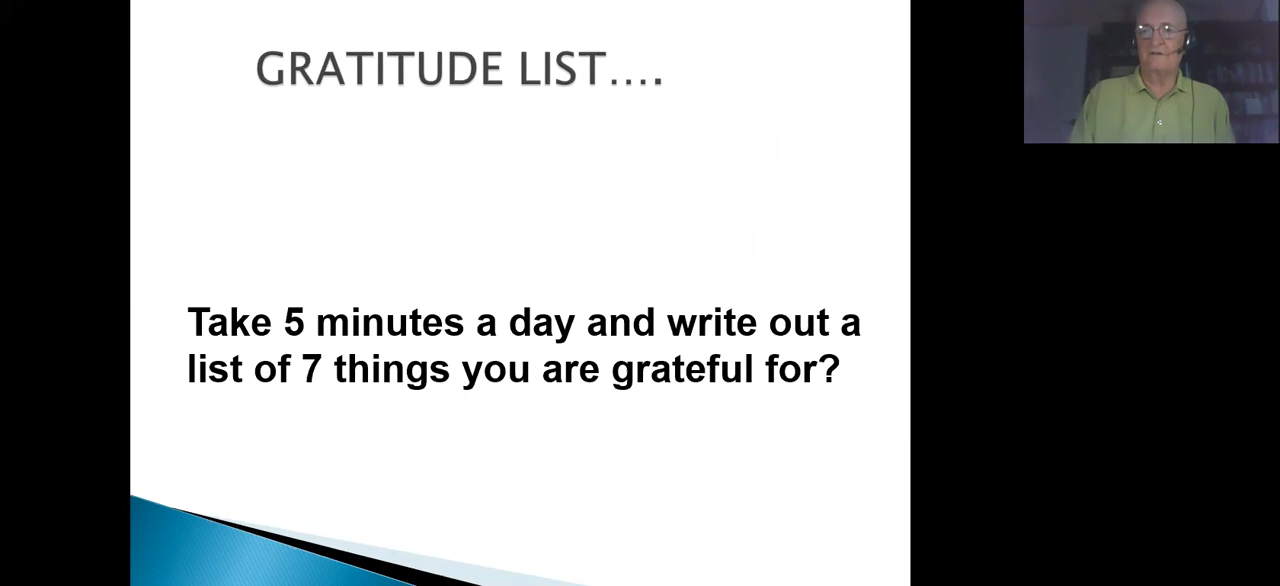 GRATITUDE LIST….
Take 5 minutes a day and write out a
list of 7 things you are grateful for?